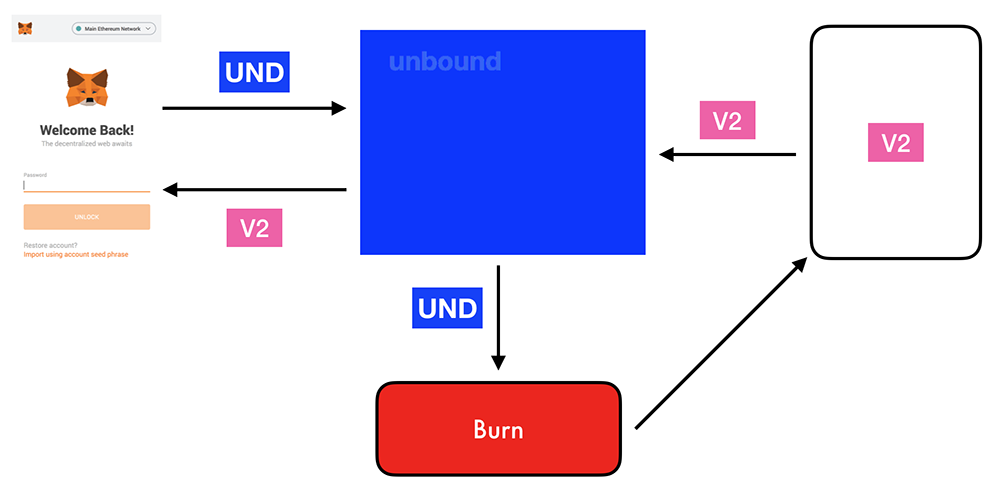 Main Ethereum Network
Welcome Back!
The decentralized web awaits
Password
UNLOCK
Restore account?
Import using account seed phrase
UND
V2
unbound
V2
V2
UND
Burn